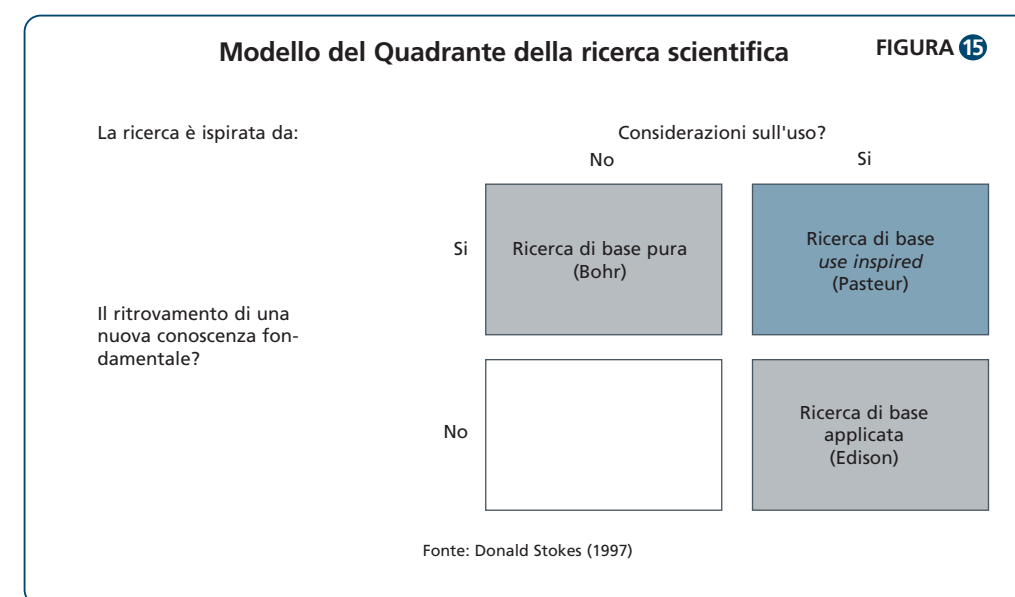 Modello del Quadrante della ricerca scientifica
FIGURA 15
La ricerca è ispirata da:
Considerazioni sull'uso?
No
Si
Si
Ricerca di base pura
(Bohr)
Ricerca di base
use inspired
(Pasteur)
Il ritrovamento di una
nuova conoscenza fon-
damentale?
No
Ricerca di base
applicata
(Edison)
Fonte: Donald Stokes (1997)